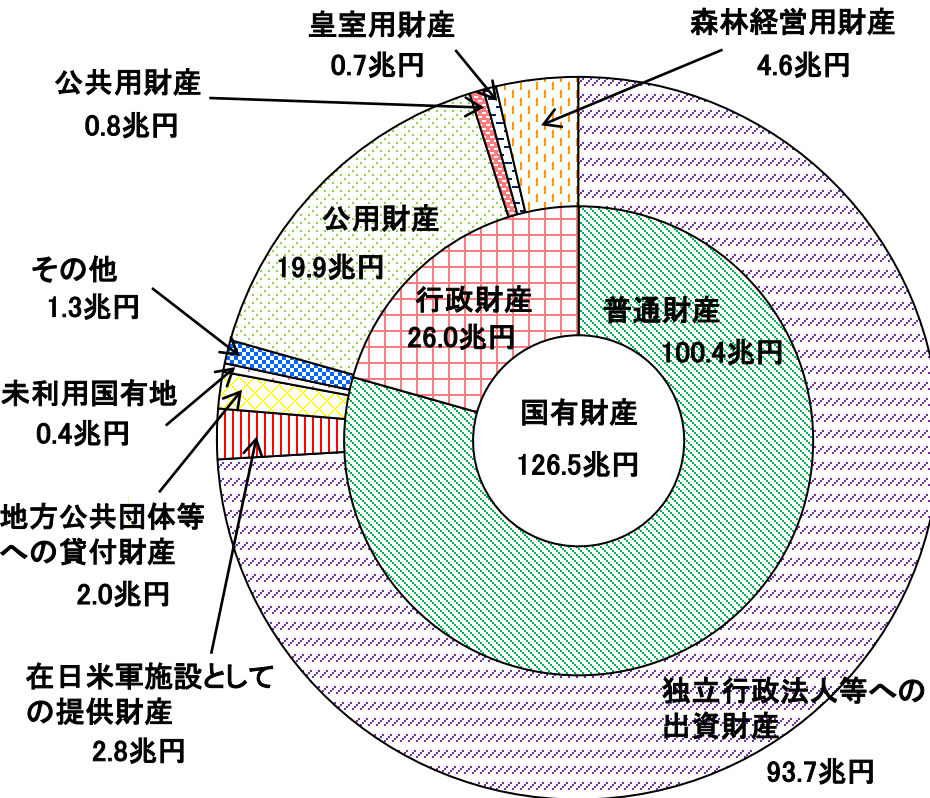 皇室用財産
0.7兆円
森林経営用財産
4.6兆円
公共用財産
0.8兆円
公用財産
19.9兆円
その他
1.3兆円
行政財産
26.0兆円
普通財産
100.4兆円
未利用国有地
0.4兆円
国有財産
126.5兆円
地方公共団体等
への貸付財産
2.0兆円
在日米軍施設として
の提供財産
2.8兆円
独立行政法人等への
出資財産
93.7兆円